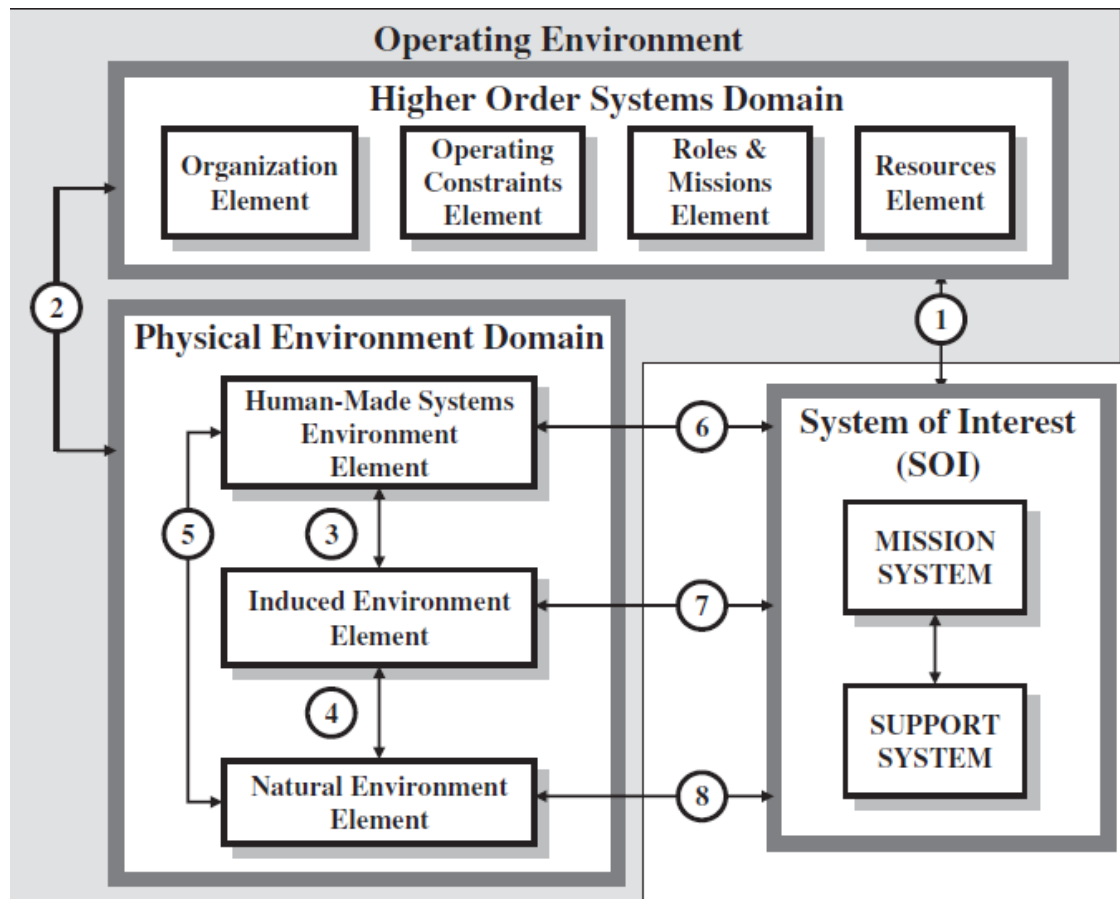 Operating Environment
Higher Order Systems Domain
Organization
Element
Operating
Constraints
Element
Roles &
Missions
Element
Resources
Element
2
1
Physical Environment Domain
Human-Made Systems
Environment
Element
6
System of Interest
(SOI)
5
3
MISSION
SYSTEM
Induced Environment
Element
7
4
SUPPORT
SYSTEM
Natural Environment
Element
8